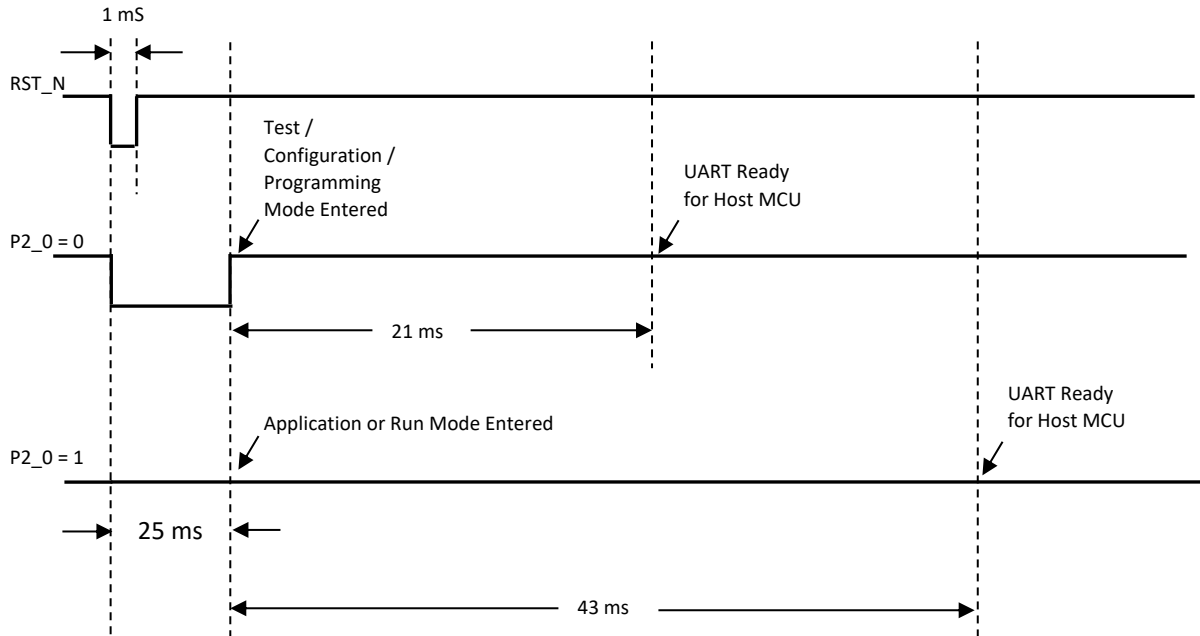 1 mS
RST_N
Test /
Configuration /
Programming
Mode Entered
UART Ready
for Host MCU
P2_0 = 0
21 ms
UART Ready
for Host MCU
Application or Run Mode Entered
P2_0 = 1
25 ms
43 ms